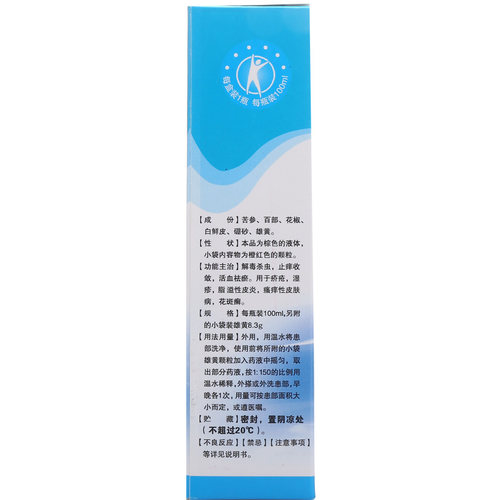 每盒装1瓶 每瓶装100ml
【成 份】苦参、百部、花椒、
白鲜皮、硼砂、雄黄。
【性 状】本品为棕色的液体，
小袋内容物为橙红色的颗粒。
【功能主治】解毒杀虫，止痒收
敛，活血祛瘀。用于疥疮，湿
疹，脂溢性皮炎，瘙痒性皮肤
病，花斑癣。
【规 格】每瓶装100ml,另附
的小袋装雄黄8.3g
【用法用量】外用，用温水将患
部洗净，使用前将所附的小袋
雄黄颗粒加入药液中摇匀，取
出部分药液，按1:150的比例用
温水稀释，外搽或外洗患部，早
晚各1次，用量可按患部面积大
小而定，或遵医嘱。
【贮 藏】密封，置阴凉处
（不超过20℃）。
【不良反应】【禁忌】【注意事项】
等详见说明书。